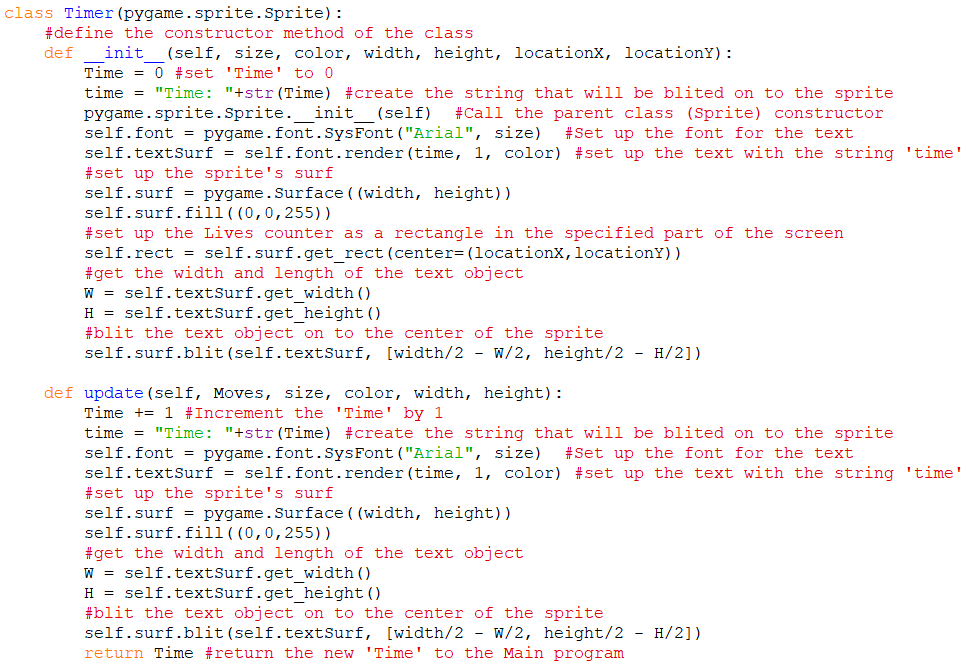 class Timer(pygame.sprite.Sprite):
    #define the constructor method of the class
    def __init__(self, size, color, width, height, locationX, locationY):
        Time = 0 #set 'Time' to 0
        time = "Time: "+str(Time) #create the string that will be blited on to the sprite
        pygame.sprite.Sprite.__init__(self)  #Call the parent class (Sprite) constructor
        self.font = pygame.font.SysFont("Arial", size)  #Set up the font for the text
        self.textSurf = self.font.render(time, 1, color) #set up the text with the string 'time'
        #set up the sprite's surf
        self.surf = pygame.Surface((width, height))
        self.surf.fill((0,0,255))
        #set up the Lives counter as a rectangle in the specified part of the screen
        self.rect = self.surf.get_rect(center=(locationX,locationY))
        #get the width and length of the text object
        W = self.textSurf.get_width()
        H = self.textSurf.get_height()
        #blit the text object on to the center of the sprite
        self.surf.blit(self.textSurf, [width/2 - W/2, height/2 - H/2])

    def update(self, Moves, size, color, width, height):
        Time += 1 #Increment the 'Time' by 1
        time = "Time: "+str(Time) #create the string that will be blited on to the sprite
        self.font = pygame.font.SysFont("Arial", size)  #Set up the font for the text
        self.textSurf = self.font.render(time, 1, color) #set up the text with the string 'time'
        #set up the sprite's surf
        self.surf = pygame.Surface((width, height))
        self.surf.fill((0,0,255))
        #get the width and length of the text object
        W = self.textSurf.get_width()
        H = self.textSurf.get_height()
        #blit the text object on to the center of the sprite
        self.surf.blit(self.textSurf, [width/2 - W/2, height/2 - H/2])
        return Time #return the new 'Time' to the Main program